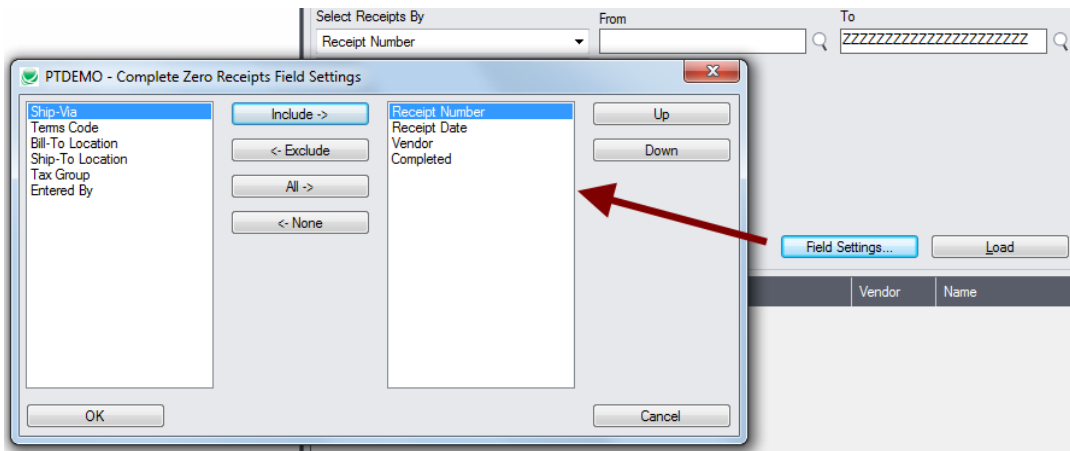 Select Receipts By From To
Receipt Number ZZZZZZZZZZZZZZZZZZZZZZ
PTDEMO - Complete Zero Receipts Field Settings
Ship-Via
Terms Code
Bill-To Location
Ship-To Location
Tax Group
Entered By
Include ->
<- Exclude
All ->
<- None
Receipt Number
Receipt Date
Vendor
Completed
Up
Down
OK
Cancel
Field Settings... Load
Vendor Name